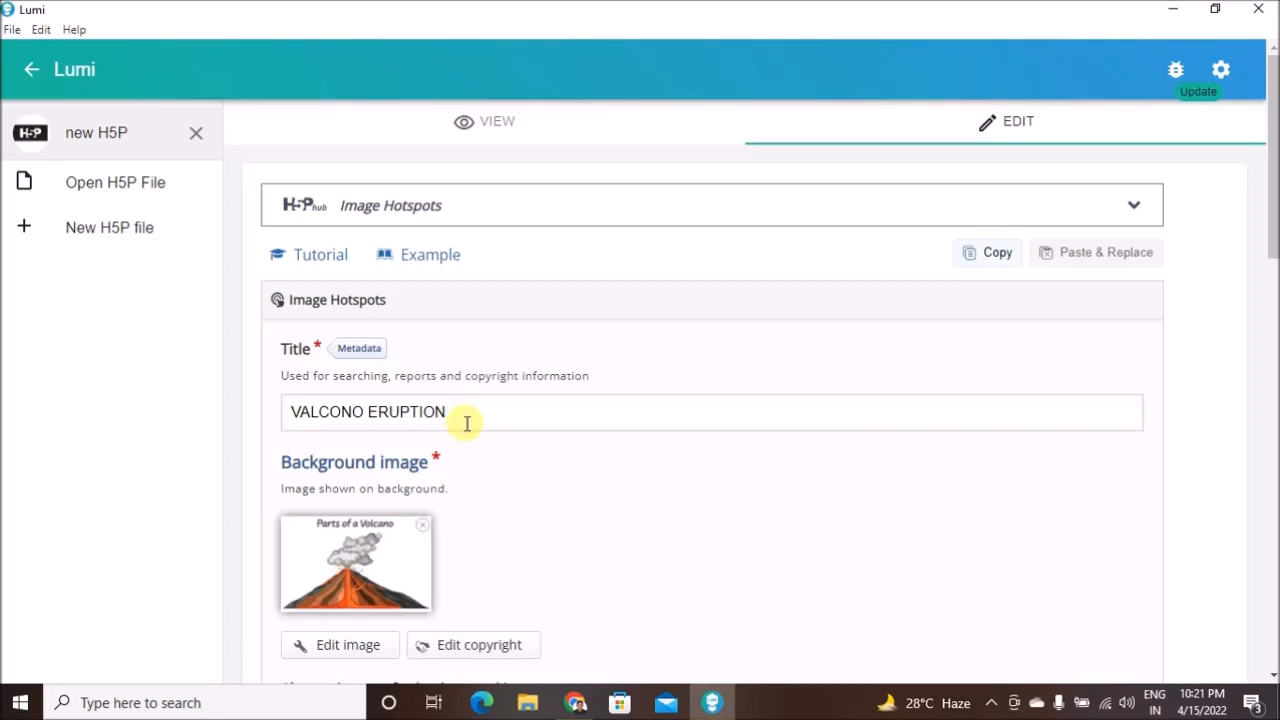 Lumi
File Edit Help
Lumi
Update
H5P new H5P
VIEW
EDIT
Open H5P File
New H5P file
H5Phub Image Hotspots
Tutorial Example
Copy Paste & Replace
Image Hotspots
Title * Metadata
Used for searching, reports and copyright information
VALCONO ERUPTION
Background image *
Image shown on background.
Parts of a Volcano
Edit image Edit copyright
Type here to search
28°C Haze
ENG
IN
10:21 PM
4/15/2022
3